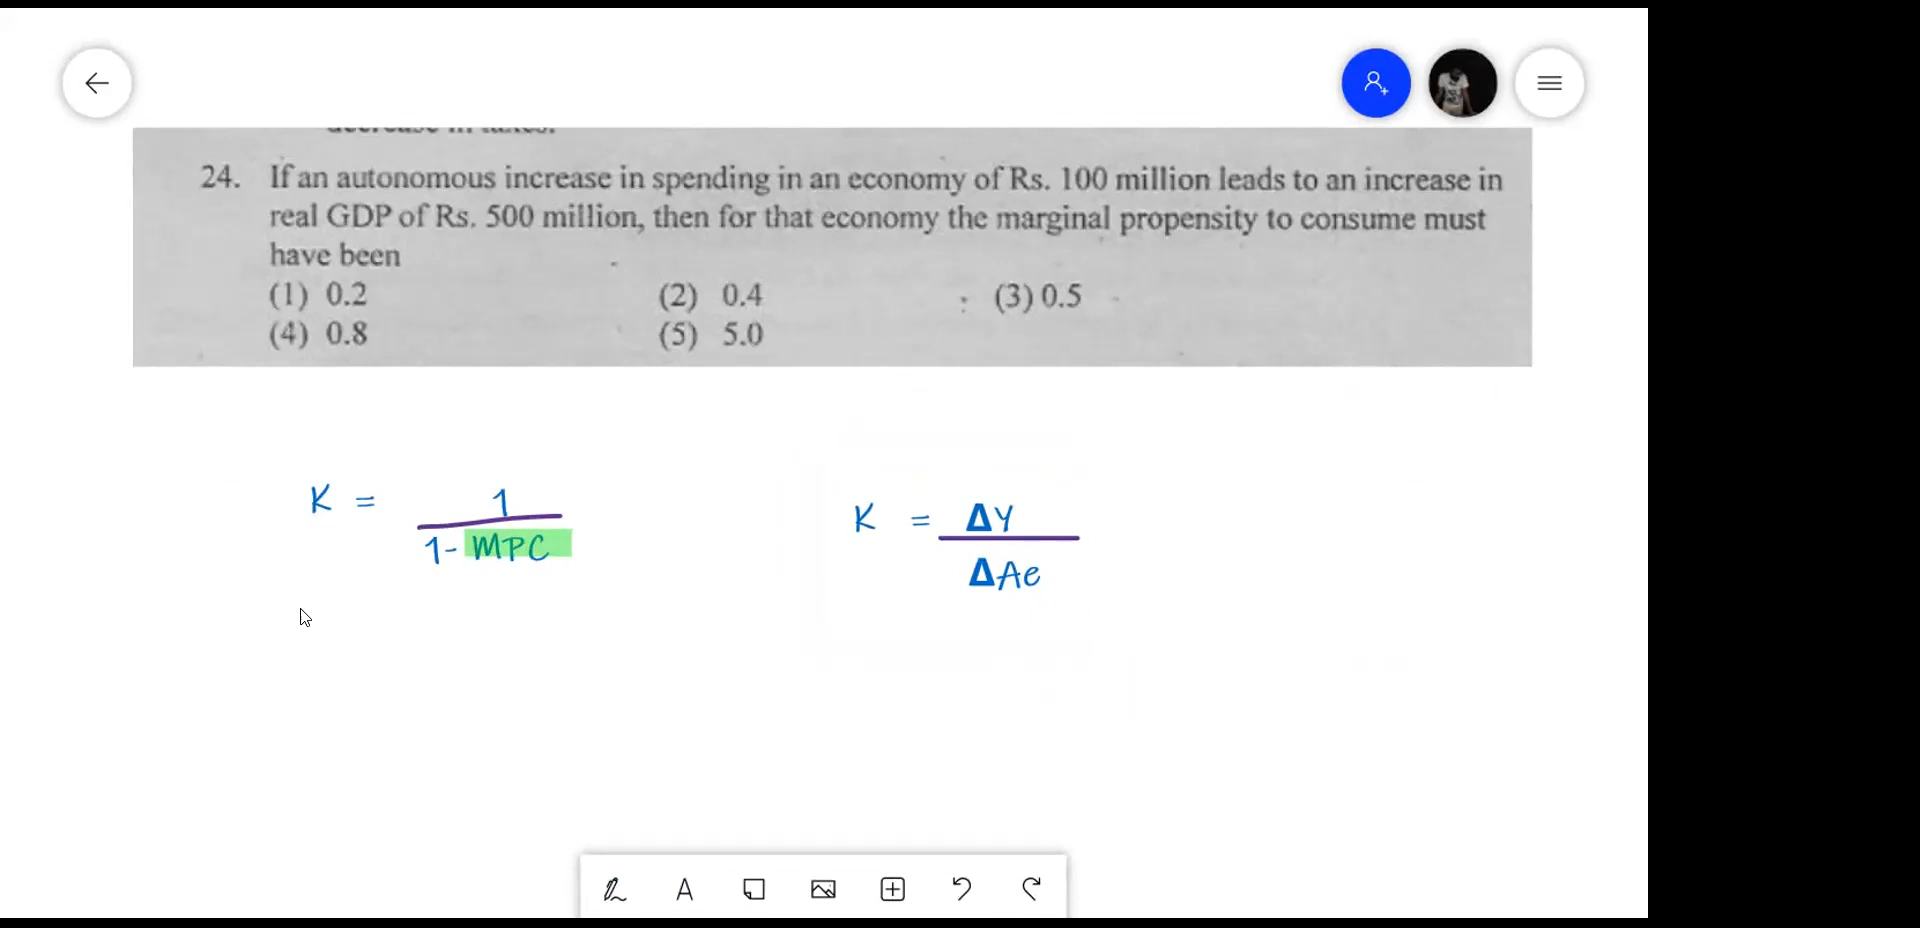 decrease in taxes.
24. If an autonomous increase in spending in an economy of Rs. 100 million leads to an increase in
real GDP of Rs. 500 million, then for that economy the marginal propensity to consume must
have been
(1) 0.2 (2) 0.4 (3) 0.5
(4) 0.8 (5) 5.0
K = 1
1- MPC
K = ΔY
ΔAe
A